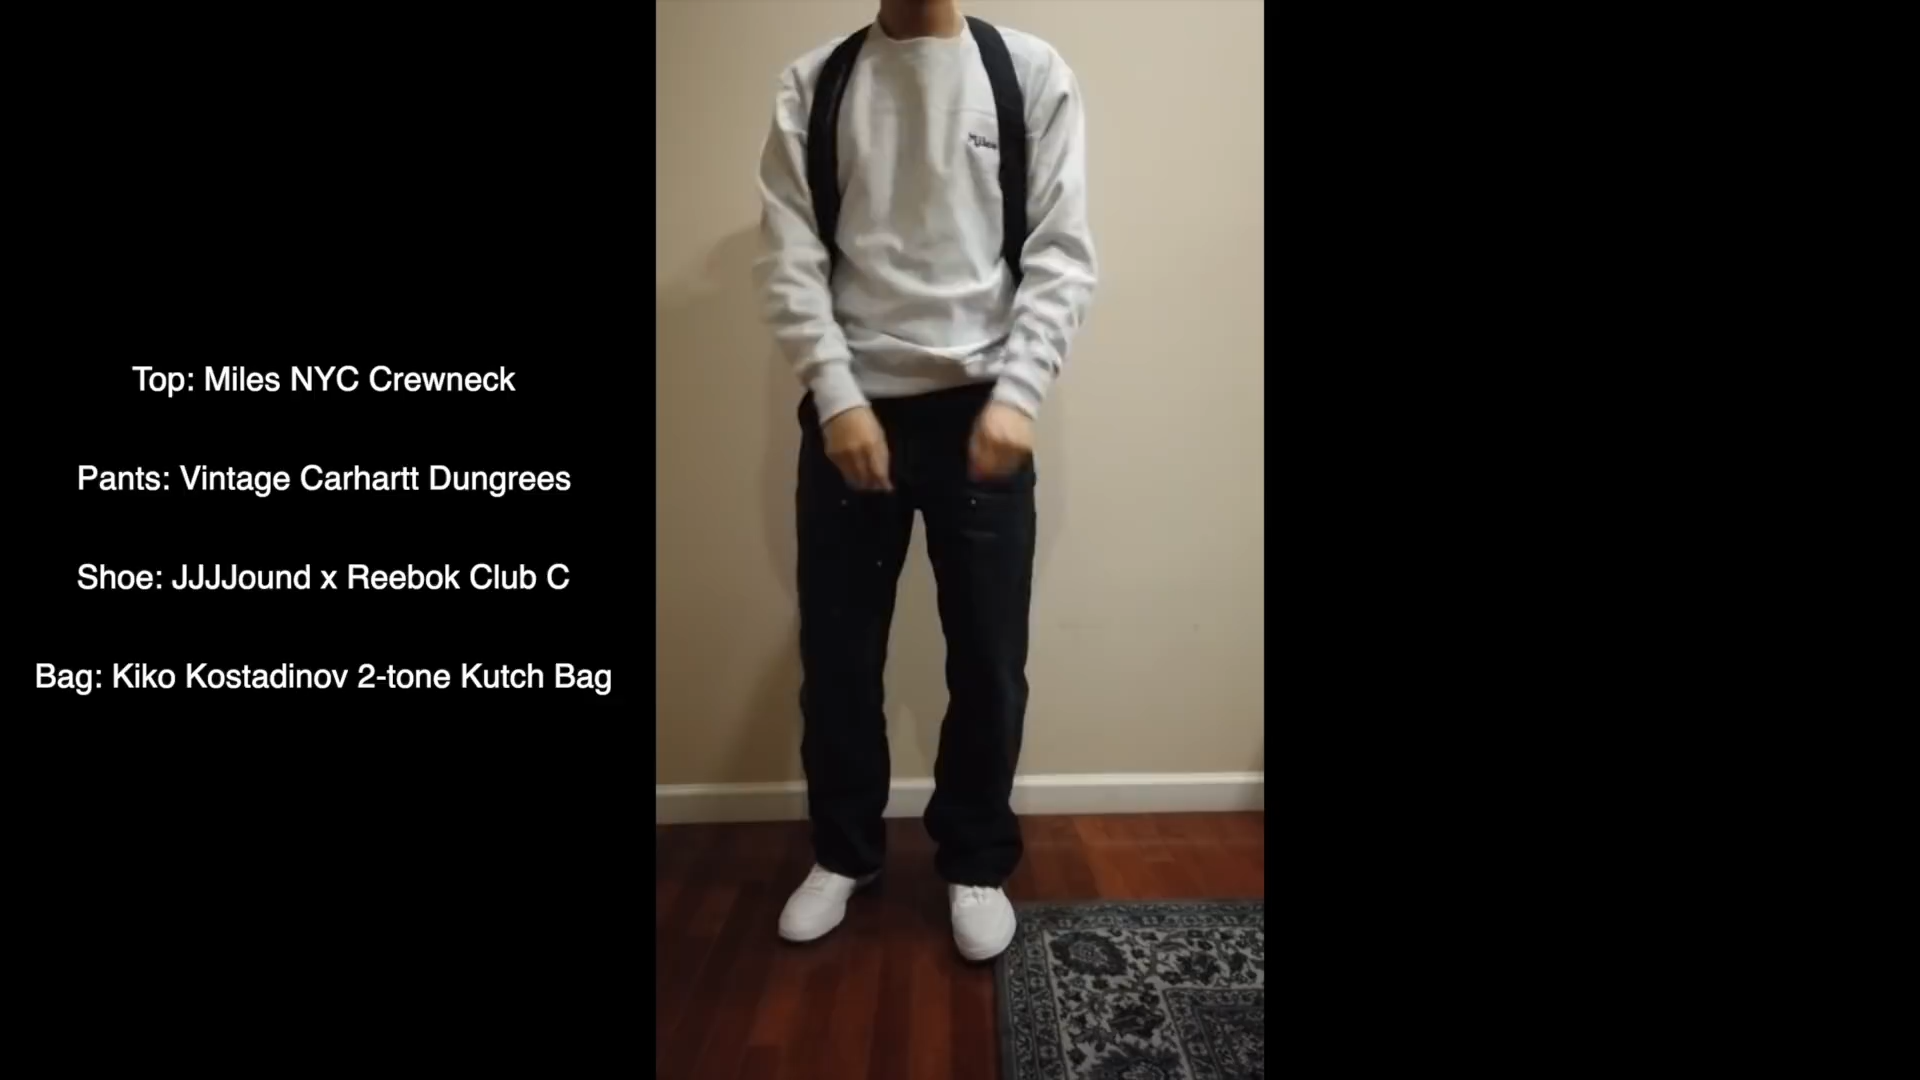 Miles
Top: Miles NYC Crewneck
Pants: Vintage Carhartt Dungrees
Shoe: JJJJound x Reebok Club C
Bag: Kiko Kostadinov 2-tone Kutch Bag